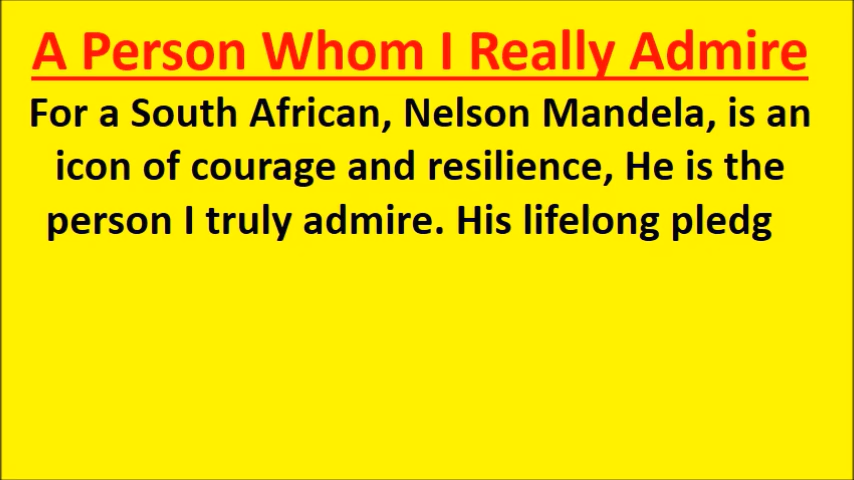 A Person Whom I Really Admire
For a South African, Nelson Mandela, is an
icon of courage and resilience, He is the
person I truly admire. His lifelong pledg